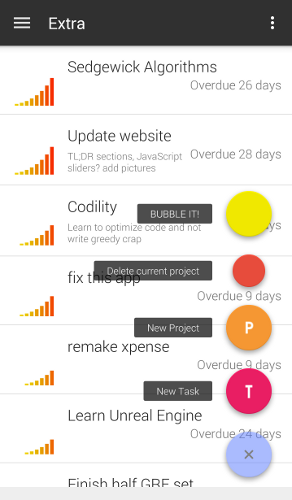 Extra
Sedgewick Algorithms
Overdue 26 days
Update website
TL;DR sections, JavaScript
sliders? add pictures
Overdue 28 days
Codility
Learn to optimize code and not
write greedy crap
BUBBLE IT!
fix this app
Delete current project
Overdue 9 days
New Project
P
remake xpense
Overdue 9 days
New Task
T
Learn Unreal Engine
Overdue 24 days
Finish half GRE set